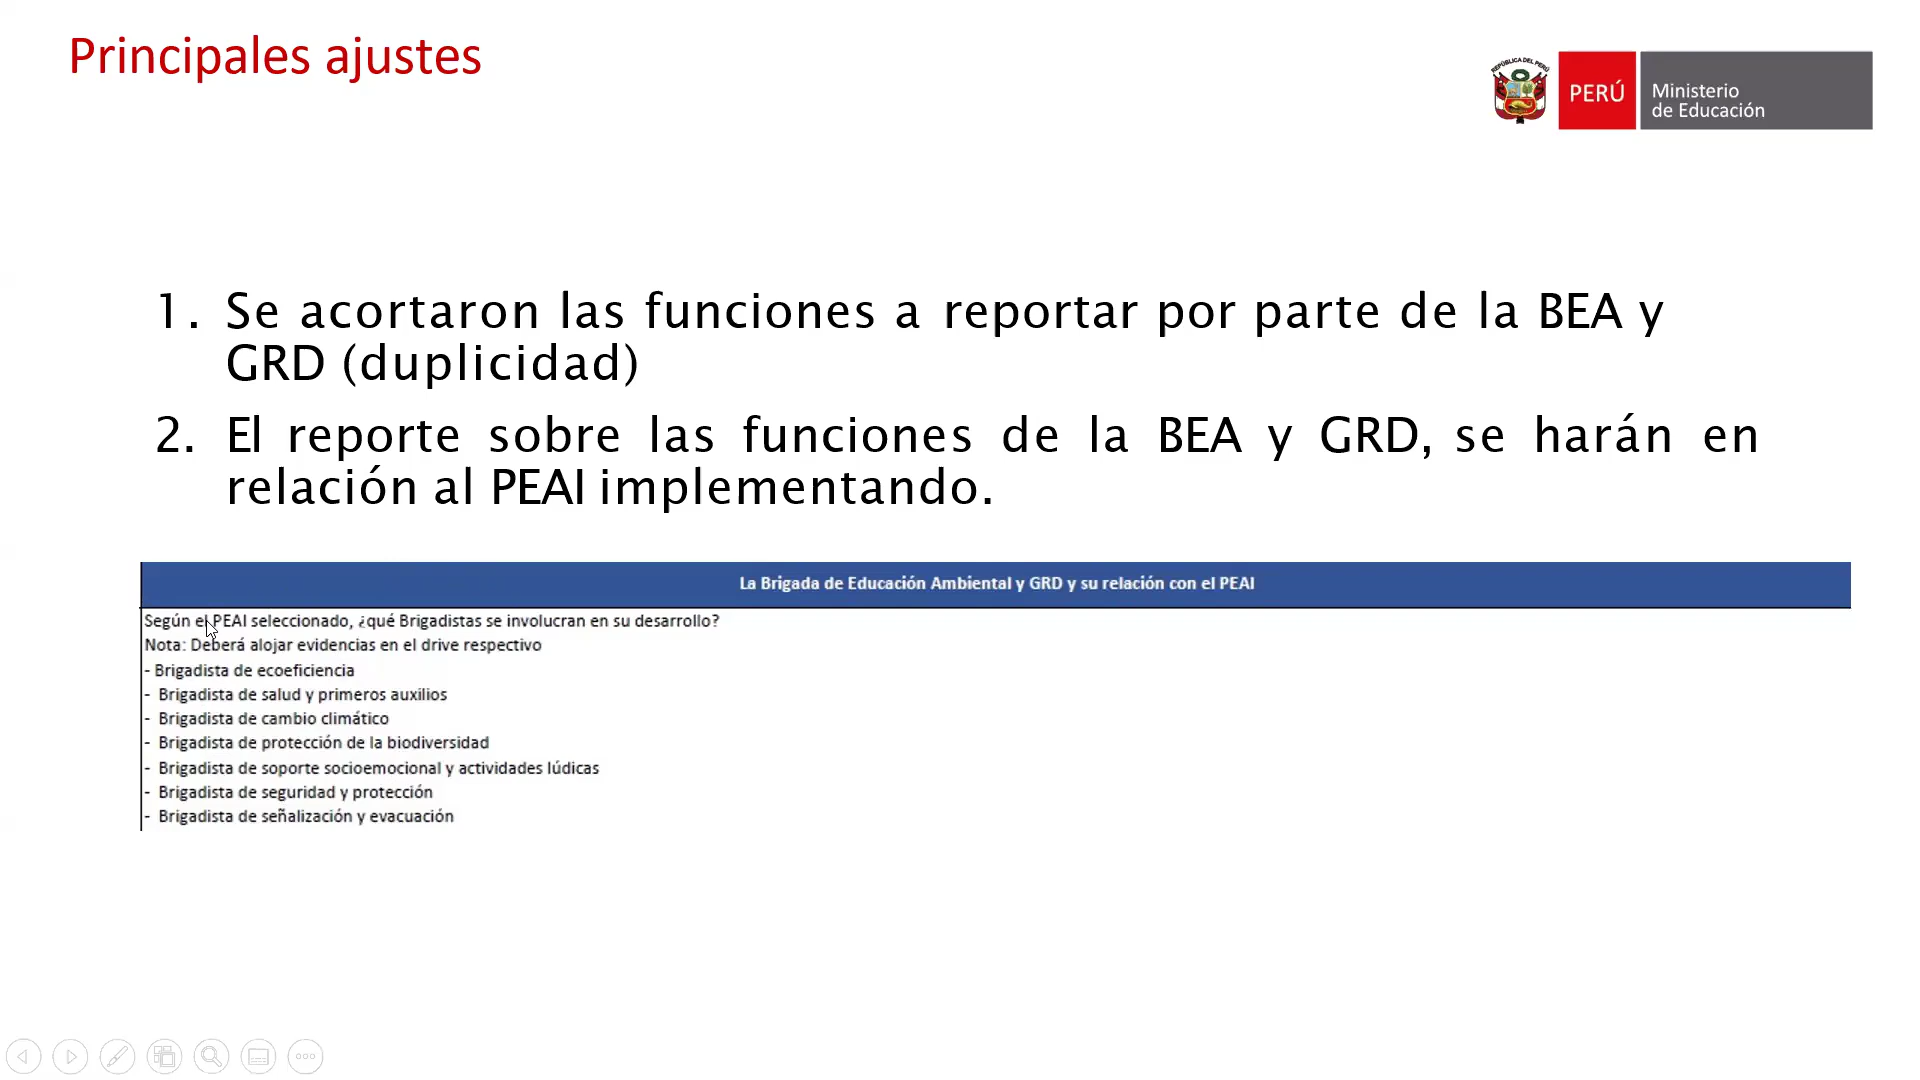 Principales ajustes
REPÚBLICA DEL PERÚ
PERÚ
Ministerio
de Educación
1. Se acortaron las funciones a reportar por parte de la BEA y
GRD (duplicidad)
2. El reporte sobre las funciones de la BEA y GRD, se harán en
relación al PEAI implementando.
La Brigada de Educación Ambiental y GRD y su relación con el PEAI
Según el PEAI seleccionado, ¿qué Brigadistas se involucran en su desarrollo?
Nota: Deberá alojar evidencias en el drive respectivo
- Brigadista de ecoeficiencia
- Brigadista de salud y primeros auxilios
- Brigadista de cambio climático
- Brigadista de protección de la biodiversidad
- Brigadista de soporte socioemocional y actividades lúdicas
- Brigadista de seguridad y protección
- Brigadista de señalización y evacuación